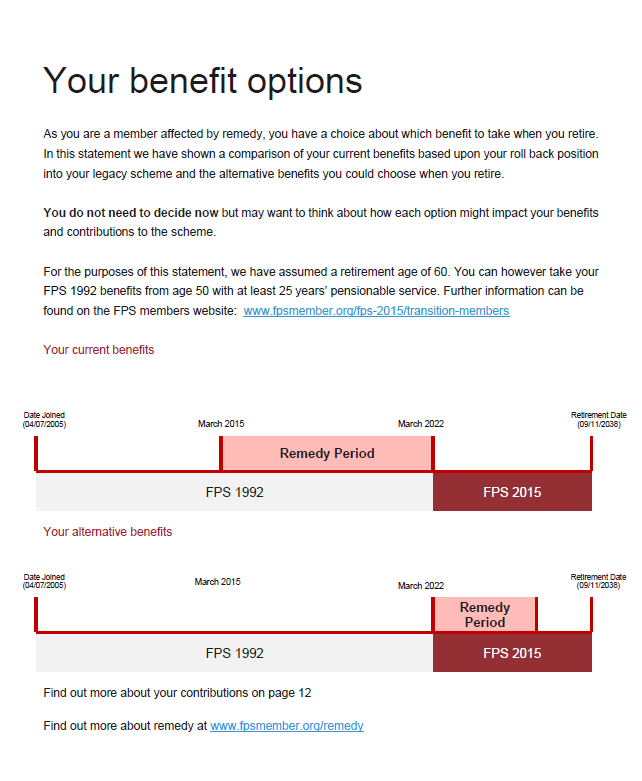 Your benefit options
As you are a member affected by remedy, you have a choice about which benefit to take when you retire.
In this statement we have shown a comparison of your current benefits based upon your roll back position
into your legacy scheme and the alternative benefits you could choose when you retire.
You do not need to decide now but may want to think about how each option might impact your benefits
and contributions to the scheme.
For the purposes of this statement, we have assumed a retirement age of 60. You can however take your
FPS 1992 benefits from age 50 with at least 25 years’ pensionable service. Further information can be
found on the FPS members website: www.fpsmember.org/fps-2015/transition-members
Your current benefits
Date Joined
(04/07/2005)
March 2015
March 2022
Retirement Date
(09/11/2038)
Remedy Period
FPS 1992
FPS 2015
Your alternative benefits
Date Joined
(04/07/2005)
March 2015
March 2022
Retirement Date
(09/11/2038)
Remedy
Period
FPS 1992
FPS 2015
Find out more about your contributions on page 12
Find out more about remedy at www.fpsmember.org/remedy